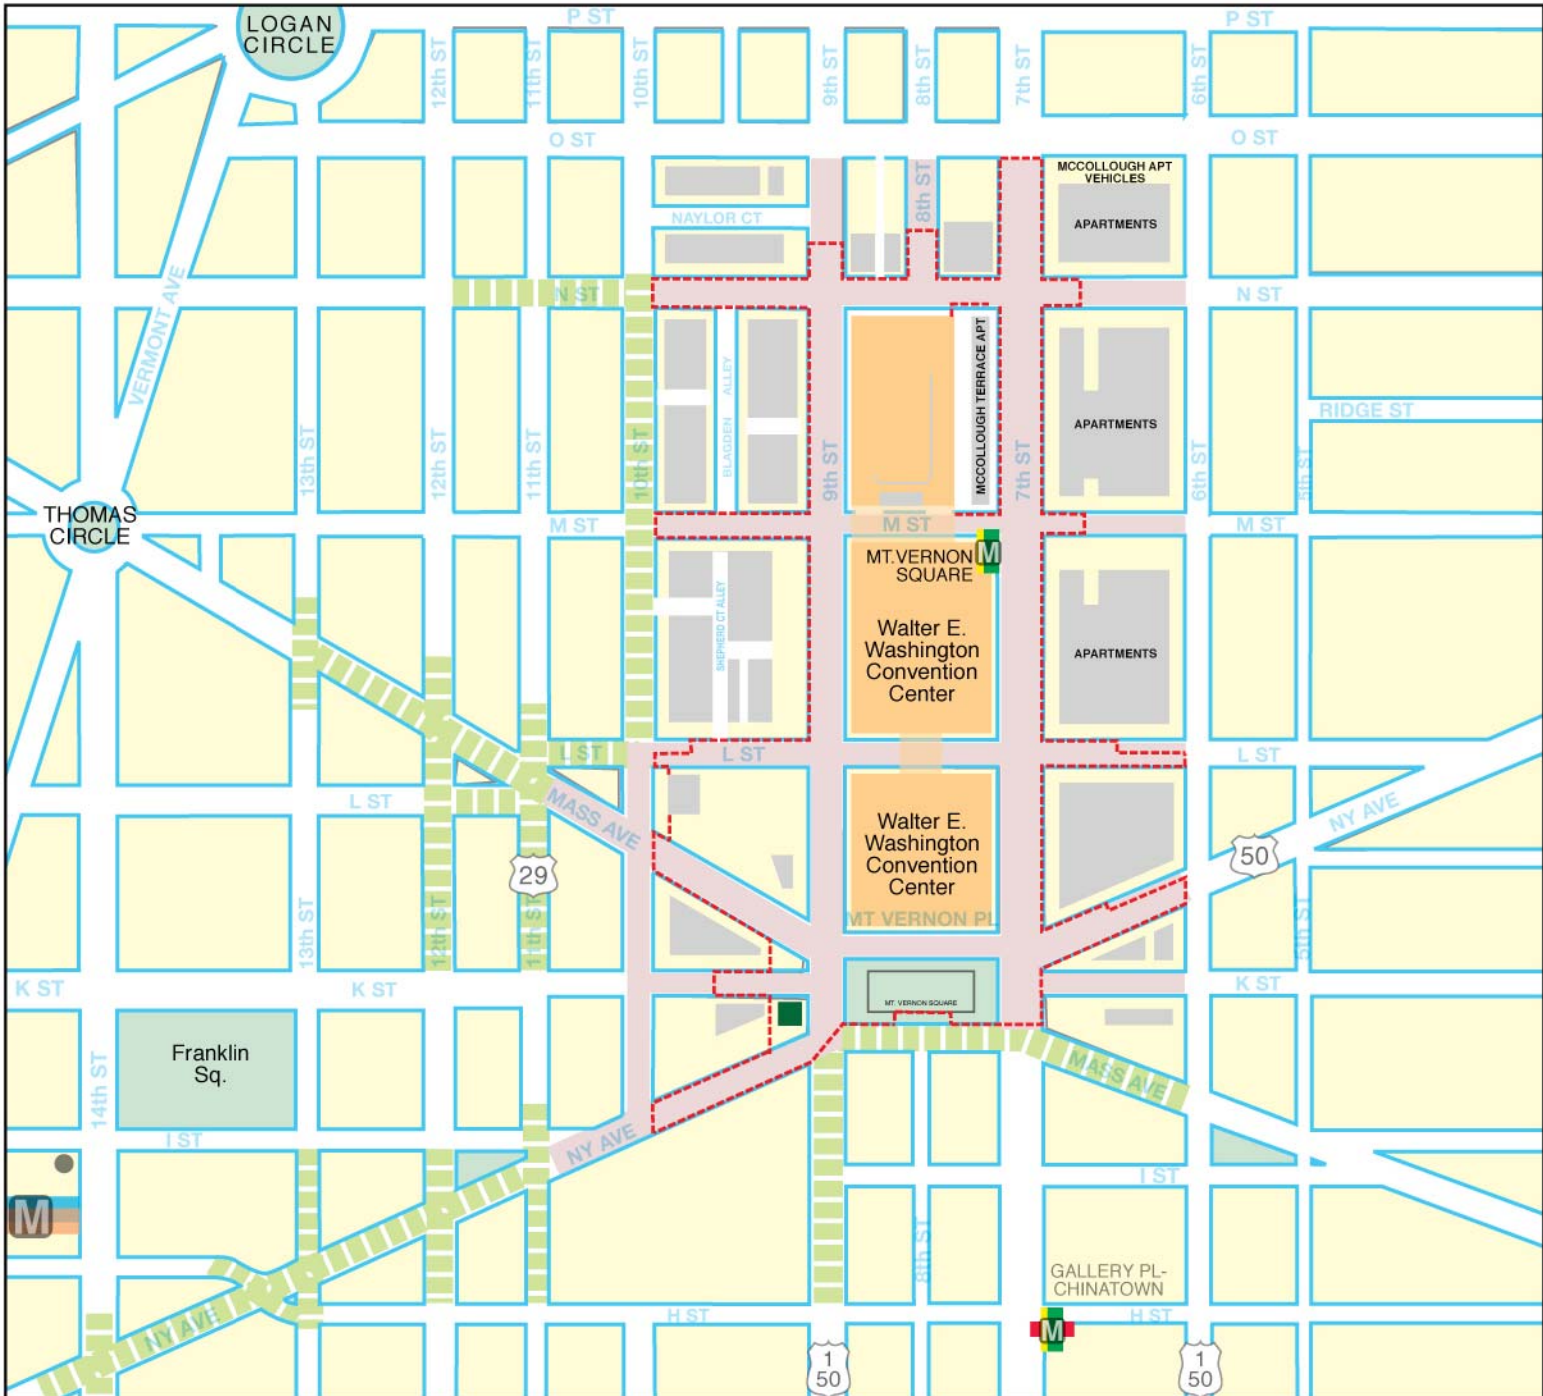 P ST
P ST
LOGAN
CIRCLE
12th ST
11th ST
10th ST
9th ST
8th ST
7th ST
6th ST
O ST
O ST
MCCOLLOUGH APT
VEHICLES
8th ST
NAYLOR CT
APARTMENTS
VERMONT AVE
N ST
N ST
MCCOLLOUGH TERRACE APT
BLAGDEN ALLEY
RIDGE ST
APARTMENTS
13th ST
12th ST
11th ST
10th ST
9th ST
7th ST
6th ST
5th ST
THOMAS
CIRCLE
M ST
M ST
M ST
M
MT. VERNON
SQUARE
SHEPHERD CT ALLEY
Walter E.
Washington
Convention
Center
APARTMENTS
L ST
L ST
L ST
L ST
MASS AVE
NY AVE
Walter E.
Washington
Convention
Center
50
29
MT VERNON PL
13th ST
12th ST
11th ST
5th ST
K ST
K ST
K ST
MT VERNON SQUARE
Franklin
Sq.
14th ST
MASS AVE
I ST
NY AVE
I ST
M
8th ST
GALLERY PL-
CHINATOWN
NY AVE
H ST
H ST
M
1
50
1
50